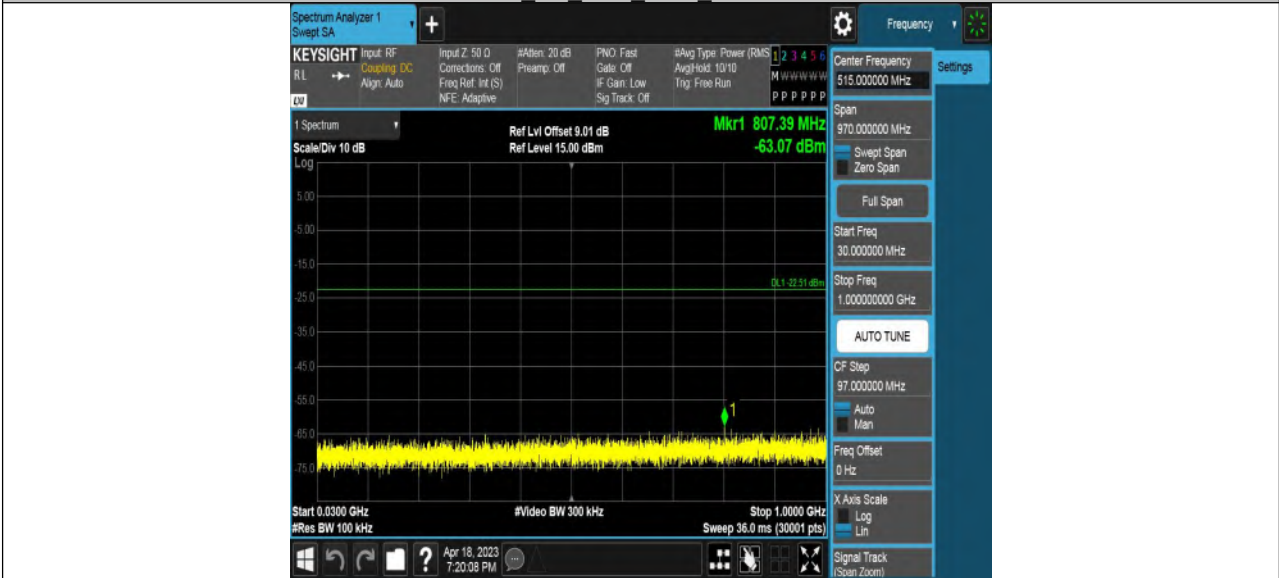 Spectrum Analyzer 1
Swept SA
+
Frequency
KEYSIGHT
RL
LXI
Input: RF
Coupling: DC
Align: Auto
Input Z: 50 Ω
Corrections: Off
Freq Ref: Int (S)
NFE: Adaptive
#Atten: 20 dB
Preamp: Off
PNO: Fast
Gate: Off
IF Gain: Low
Sig Track: Off
#Avg Type: Power (RMS
Avg|Hold: 10/10
Trig: Free Run
1 2 3 4 5 6
M W W W W W
P P P P P P
1 Spectrum
Scale/Div 10 dB
Ref Lvl Offset 9.01 dB
Ref Level 15.00 dBm
Mkr1 807.39 MHz
-63.07 dBm
Log
5.00
-5.00
-15.0
DL1 -22.51 dBm
-25.0
-35.0
-45.0
-55.0
1
-65.0
-75.0
Start 0.0300 GHz
#Res BW 100 kHz
#Video BW 300 kHz
Stop 1.0000 GHz
Sweep 36.0 ms (30001 pts)
?
Apr 18, 2023
7:20:08 PM
Center Frequency
515.000000 MHz
Settings
Span
970.000000 MHz
Swept Span
Zero Span
Full Span
Start Freq
30.000000 MHz
Stop Freq
1.000000000 GHz
AUTO TUNE
CF Step
97.000000 MHz
Auto
Man
Freq Offset
0 Hz
X Axis Scale
Log
Lin
Signal Track
(Span Zoom)